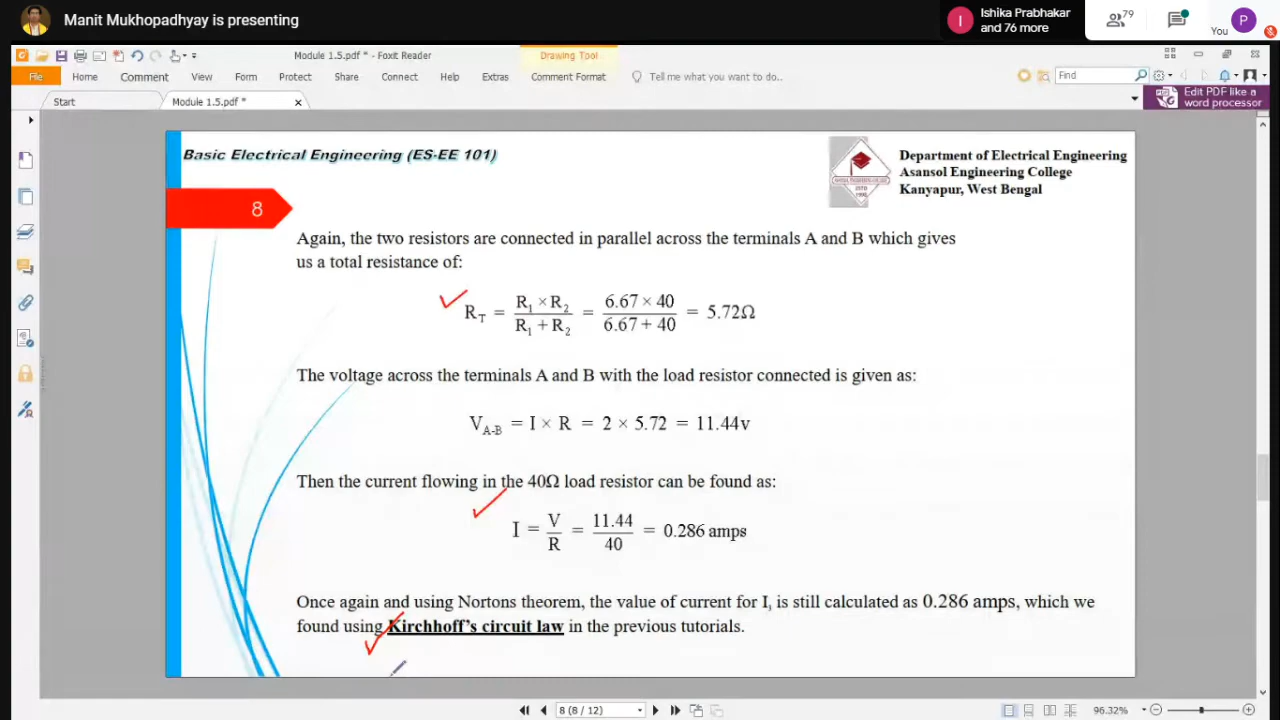 Manit Mukhopadhyay is presenting
I
Ishika Prabhakar
and 76 more
79
You
P
Module 1.5.pdf * - Foxit Reader
Drawing Tool
File Home Comment View Form Protect Share Connect Help Extras Comment Format Tell me what you want to do.. Find
Start
Module 1.5.pdf *
Edit PDF like a
word processor
Basic Electrical Engineering (ES-EE 101)
Department of Electrical Engineering
Asansol Engineering College
Kanyapur, West Bengal
8
Again, the two resistors are connected in parallel across the terminals A and B which gives
us a total resistance of:
R_T = (R₁ × R₂)/(R₁ + R₂) = (6.67 × 40)/(6.67 + 40) = 5.72Ω
The voltage across the terminals A and B with the load resistor connected is given as:
V_A-B = I × R = 2 × 5.72 = 11.44v
Then the current flowing in the 40Ω load resistor can be found as:
I = V/R = 11.44/40 = 0.286 amps
Once again and using Nortons theorem, the value of current for I, is still calculated as 0.286 amps, which we
found using Kirchhoff's circuit law in the previous tutorials.
8 (8 / 12)
96.32%